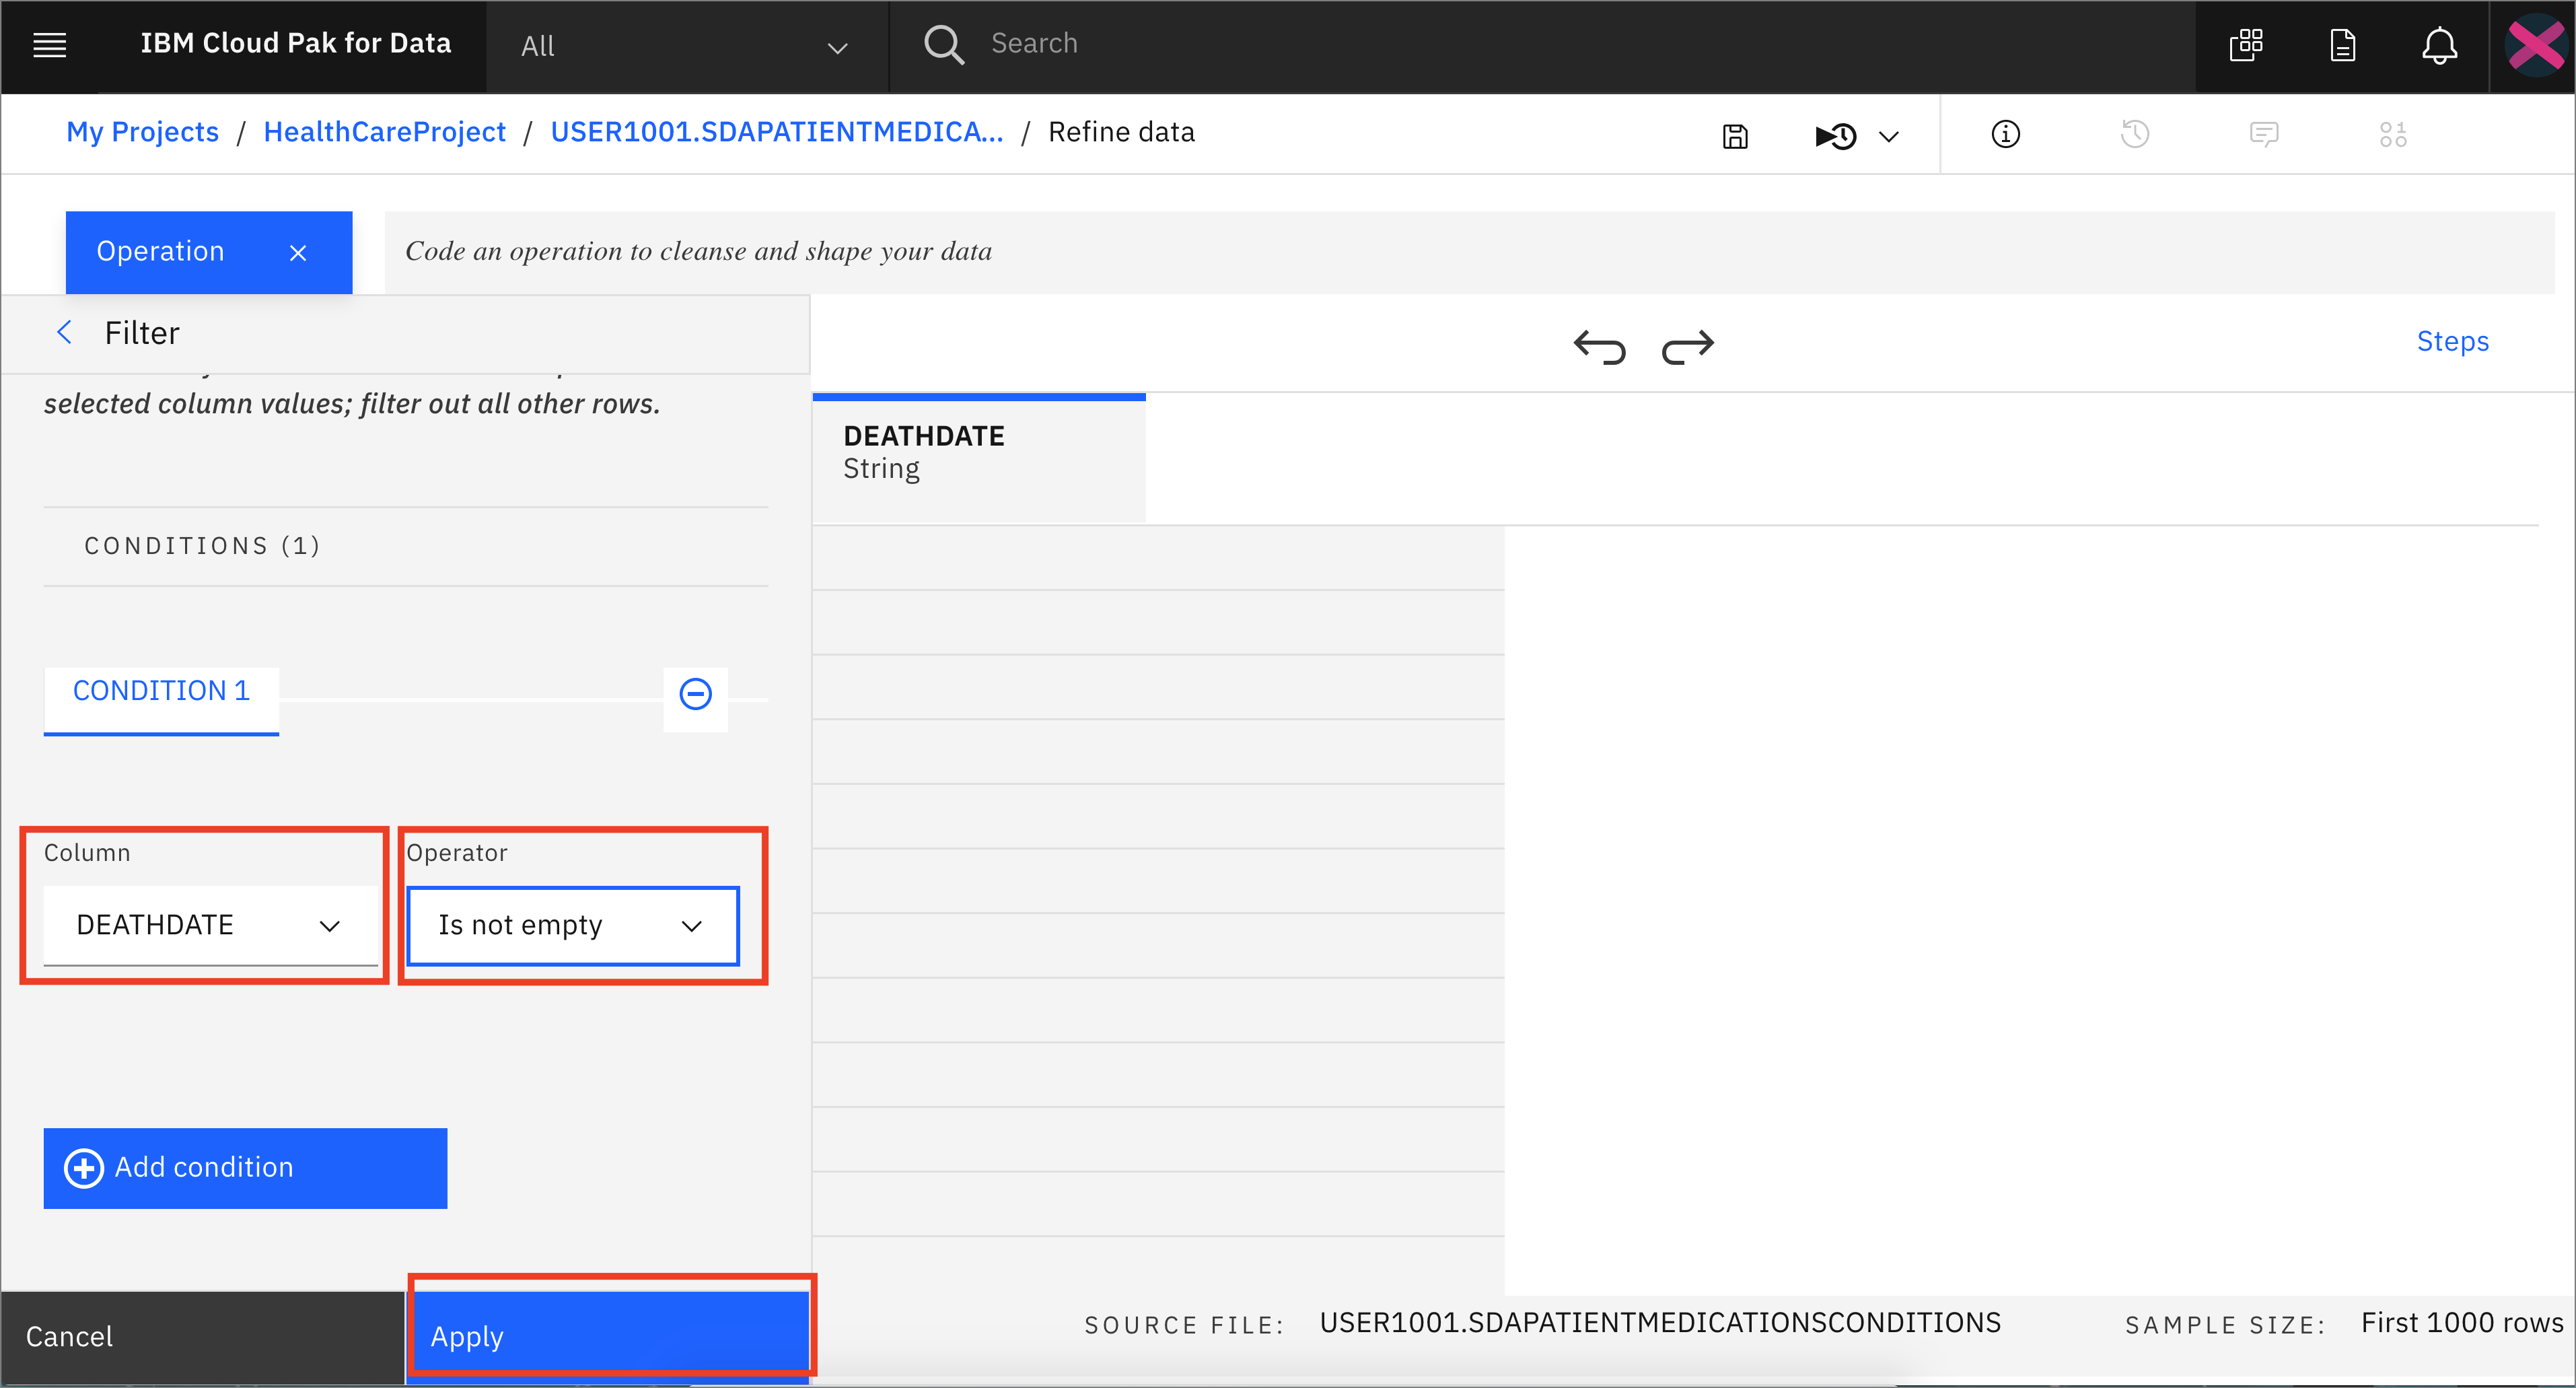 IBM Cloud Pak for Data
All
Search
My Projects / HealthCareProject / USER1001.SDAPATIENTMEDICA... / Refine data
Operation
Code an operation to cleanse and shape your data
Filter
Steps
selected column values; filter out all other rows.
DEATHDATE
String
CONDITIONS (1)
CONDITION 1
Column
Operator
DEATHDATE
Is not empty
Add condition
Cancel
Apply
SOURCE FILE: USER1001.SDAPATIENTMEDICATIONSCONDITIONS
SAMPLE SIZE: First 1000 rows